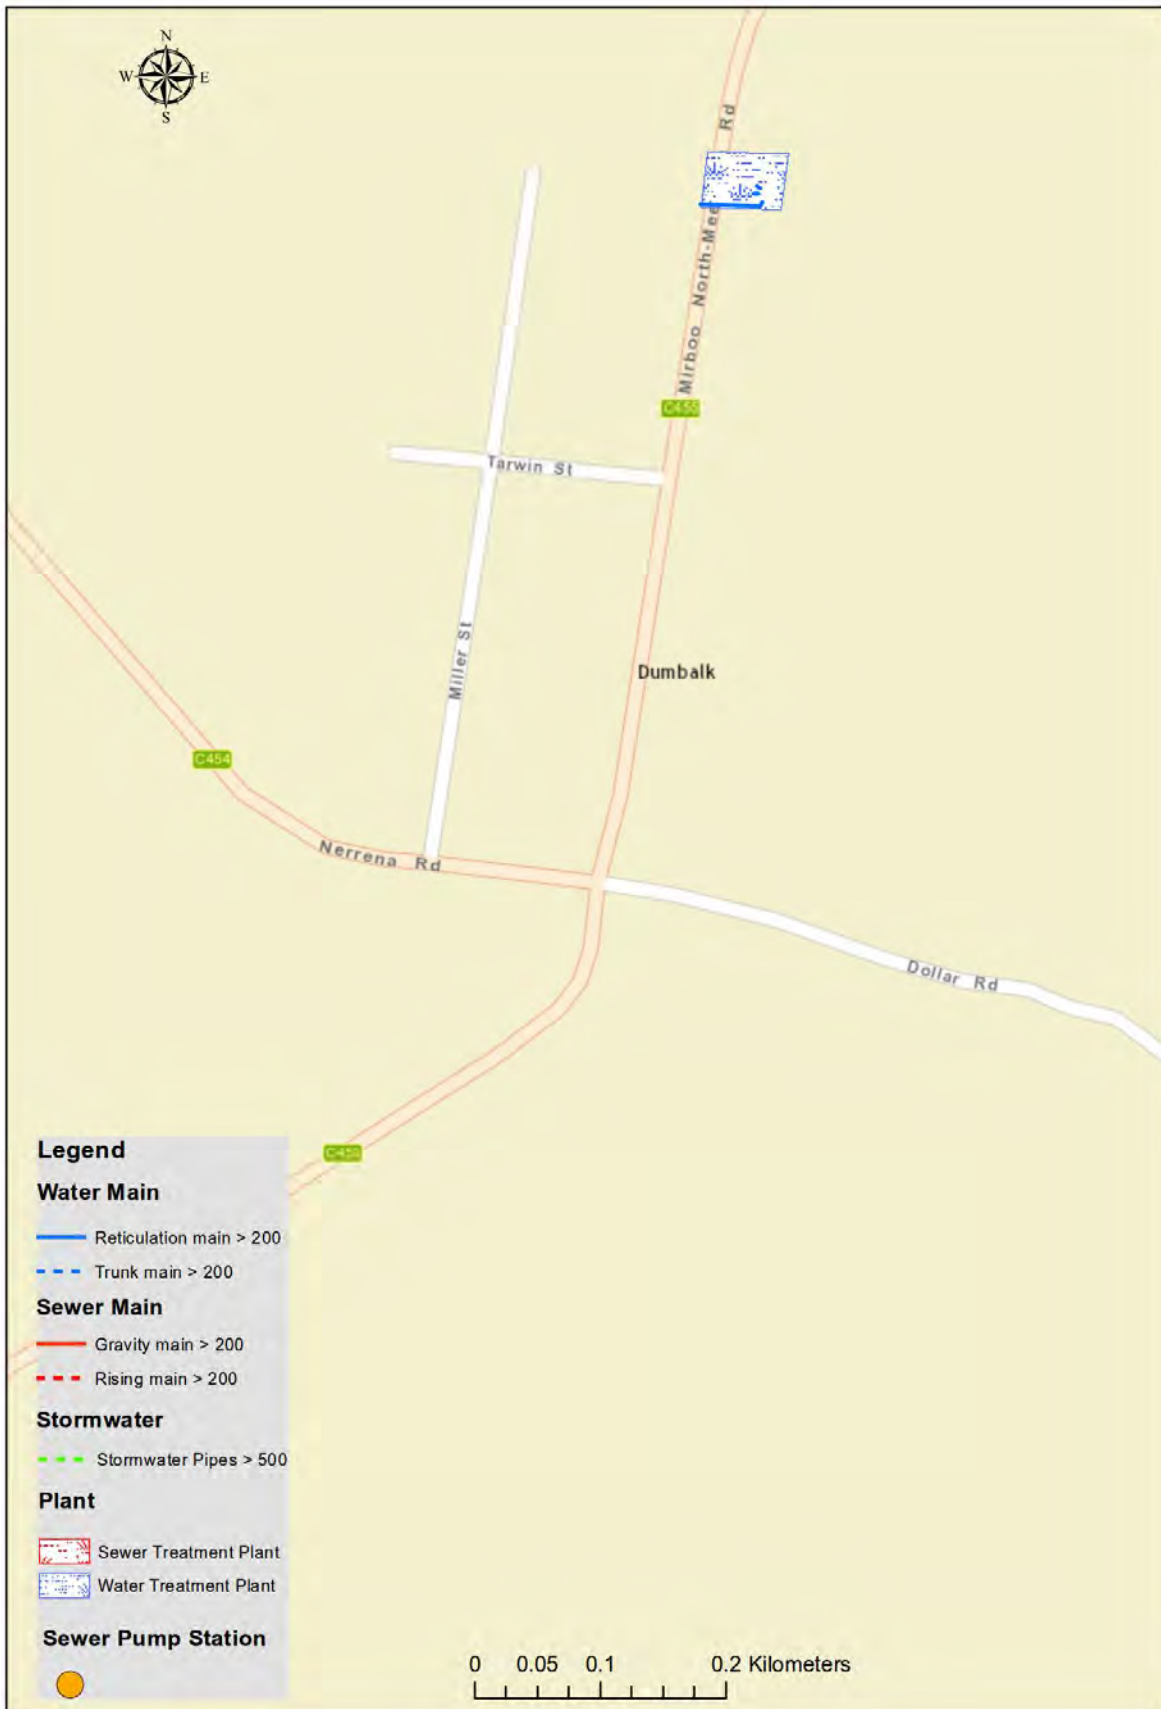 N
W E
S
Rd
Mirboo North-Mee
C455
Tarwin St
Miller St
Dumbalk
C454
Nerrena Rd
Dollar Rd
Legend
Water Main
Reticulation main > 200
Trunk main > 200
Sewer Main
Gravity main > 200
Rising main > 200
Stormwater
Stormwater Pipes > 500
Plant
Sewer Treatment Plant
Water Treatment Plant
Sewer Pump Station
0 0.05 0.1 0.2 Kilometers